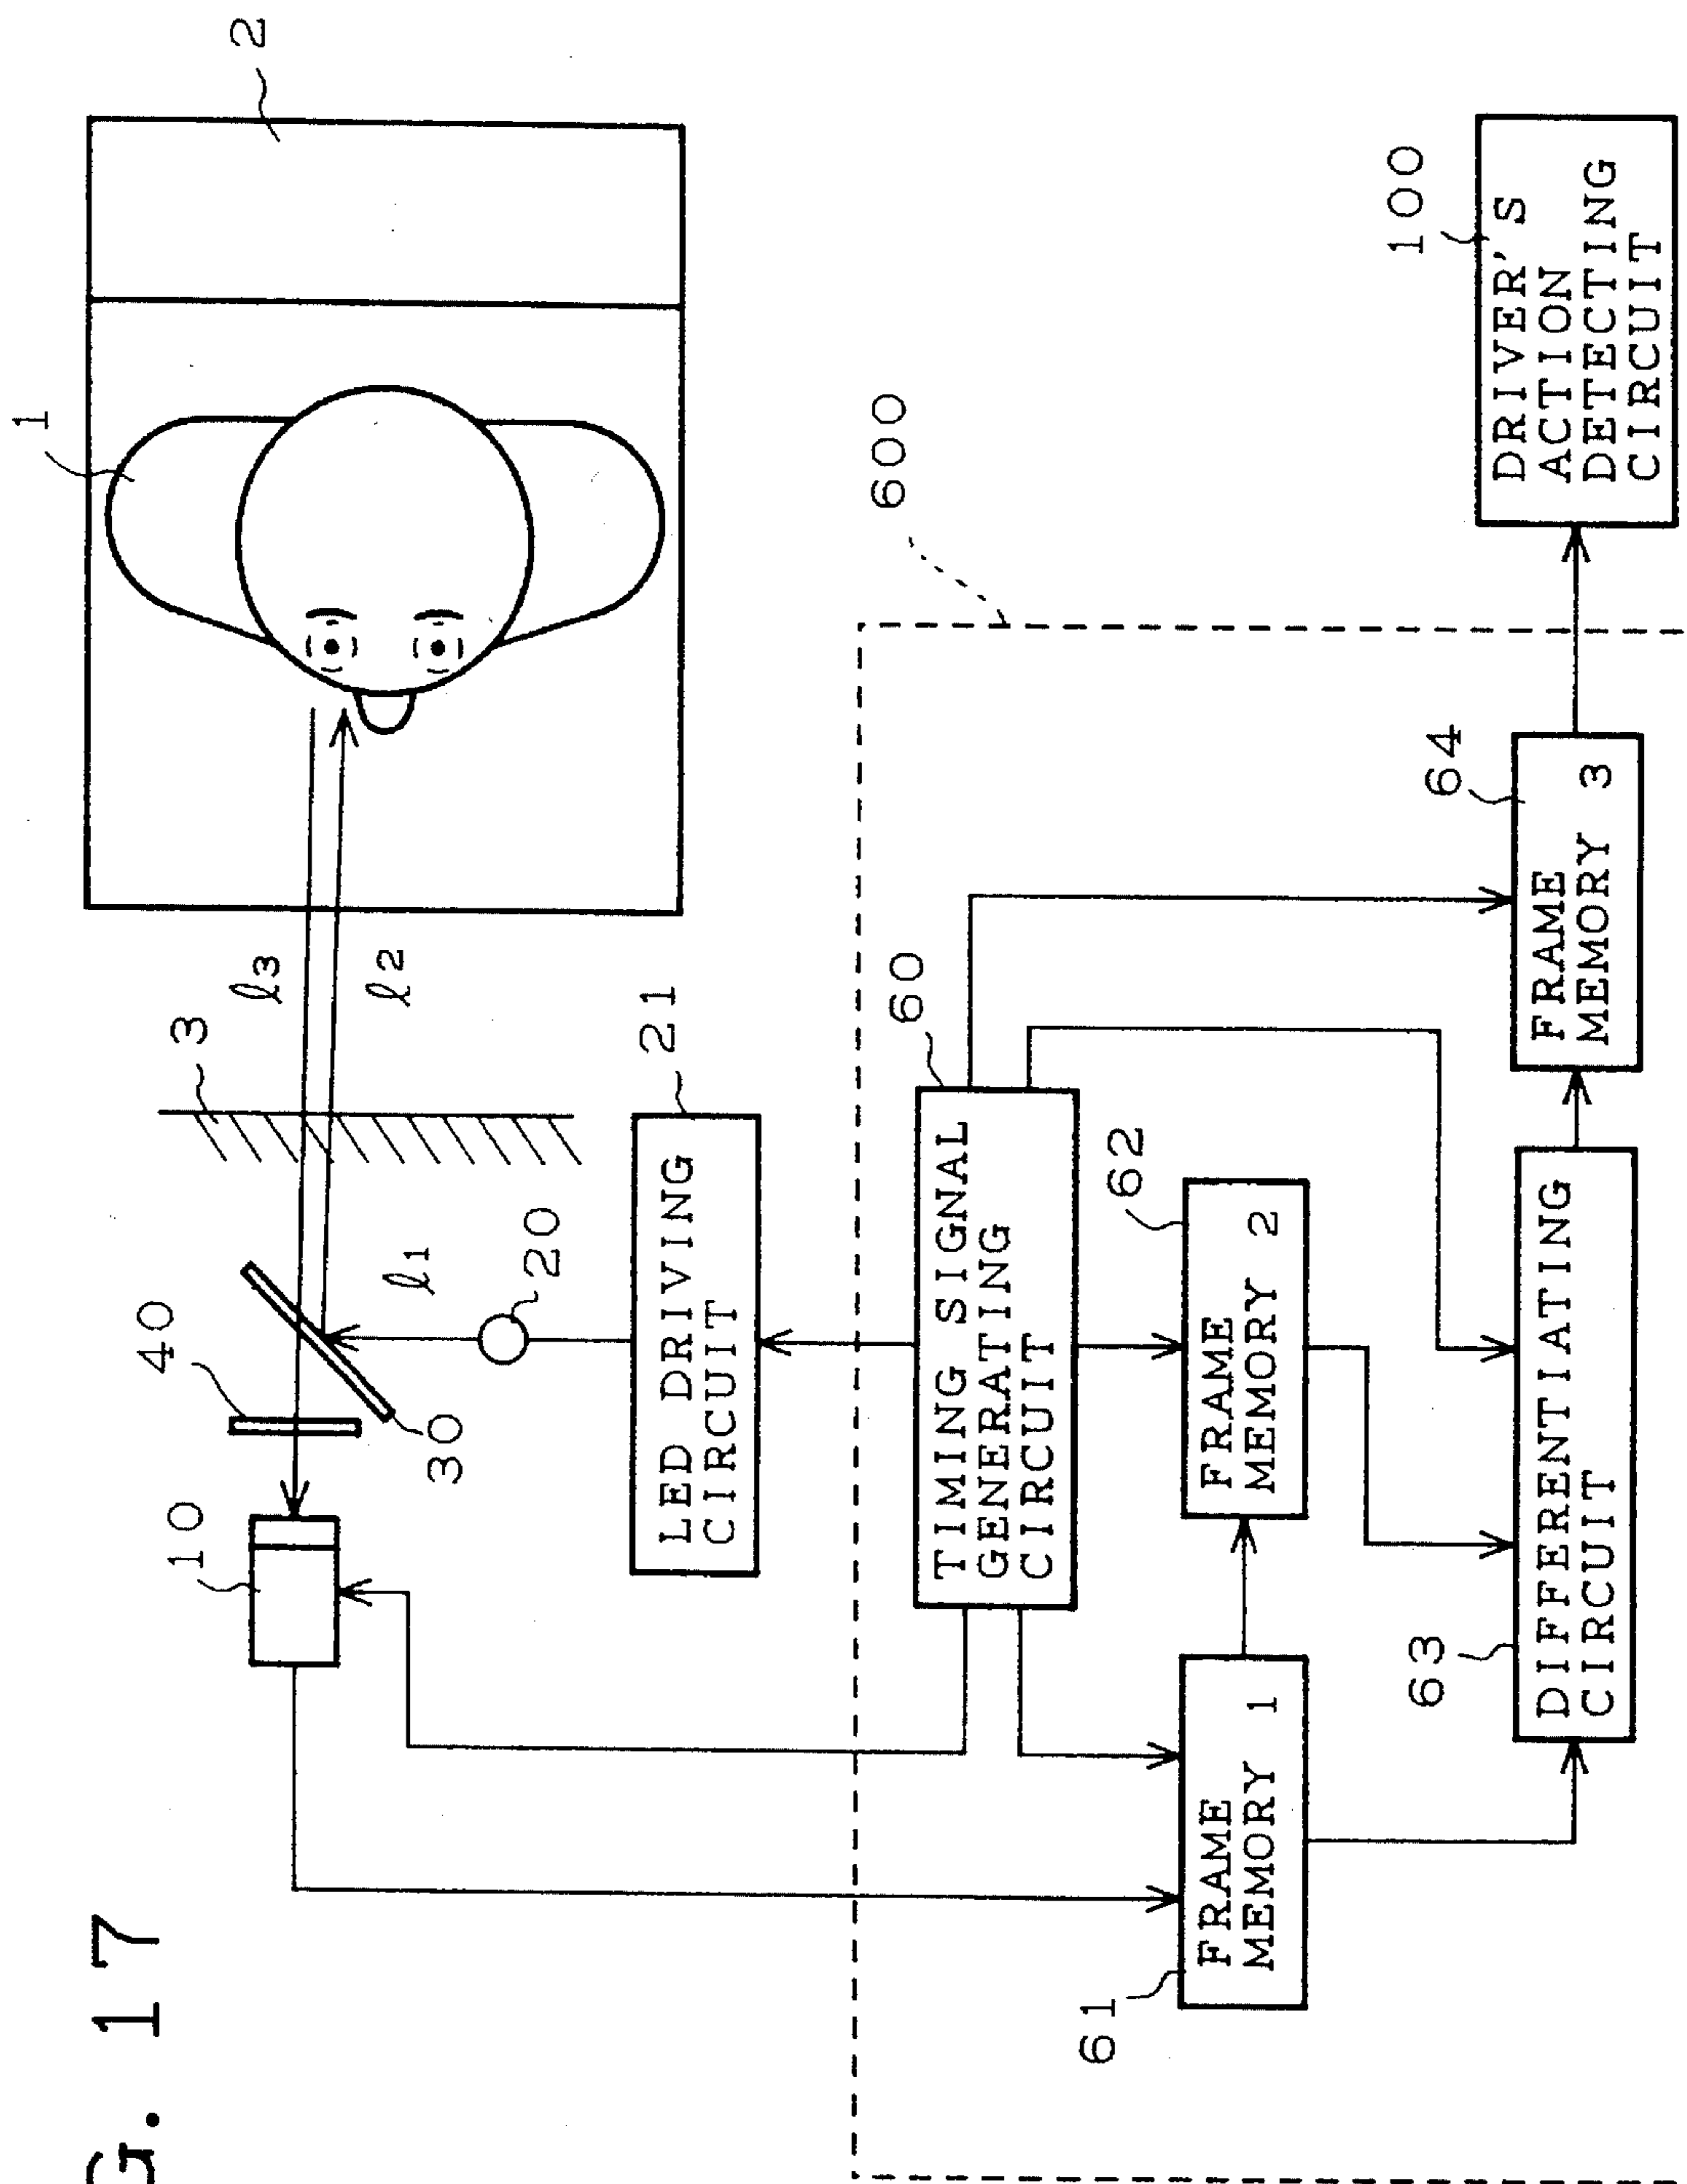 G. 17
1
2
3
ℓ3
ℓ2
ℓ1
40
30
20
10
21
LED DRIVING
CIRCUIT
600
60
TIMING SIGNAL
GENERATING
CIRCUIT
61
FRAME
MEMORY 1
62
FRAME
MEMORY 2
63
DIFFERENTIATING
CIRCUIT
64
FRAME
MEMORY 3
100
DRIVER'S
ACTION
DETECTING
CIRCUIT